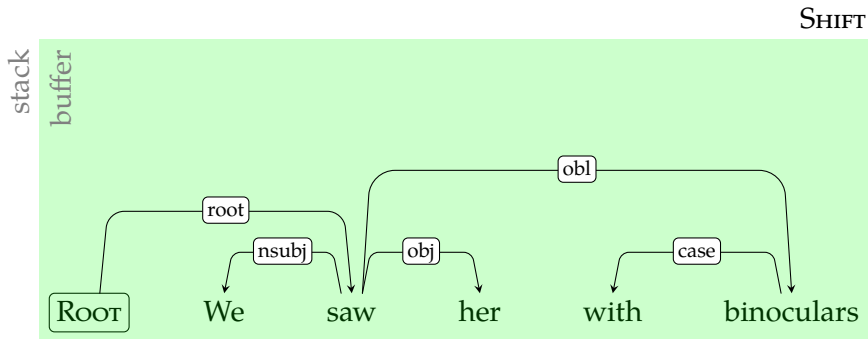 SHIFT
stack
buffer
obl
root
nsubj obj case
ROOT We saw her with binoculars